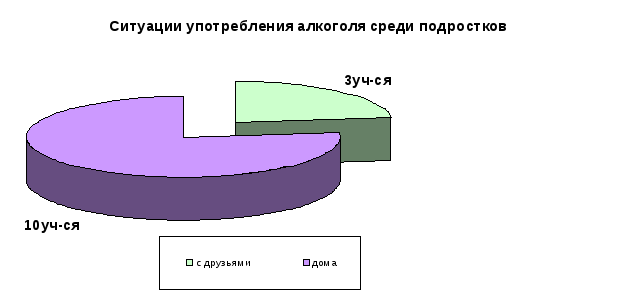 Ситуации употребления алкоголя среди подростков
3уч-ся
10уч-ся
с друзьями дома